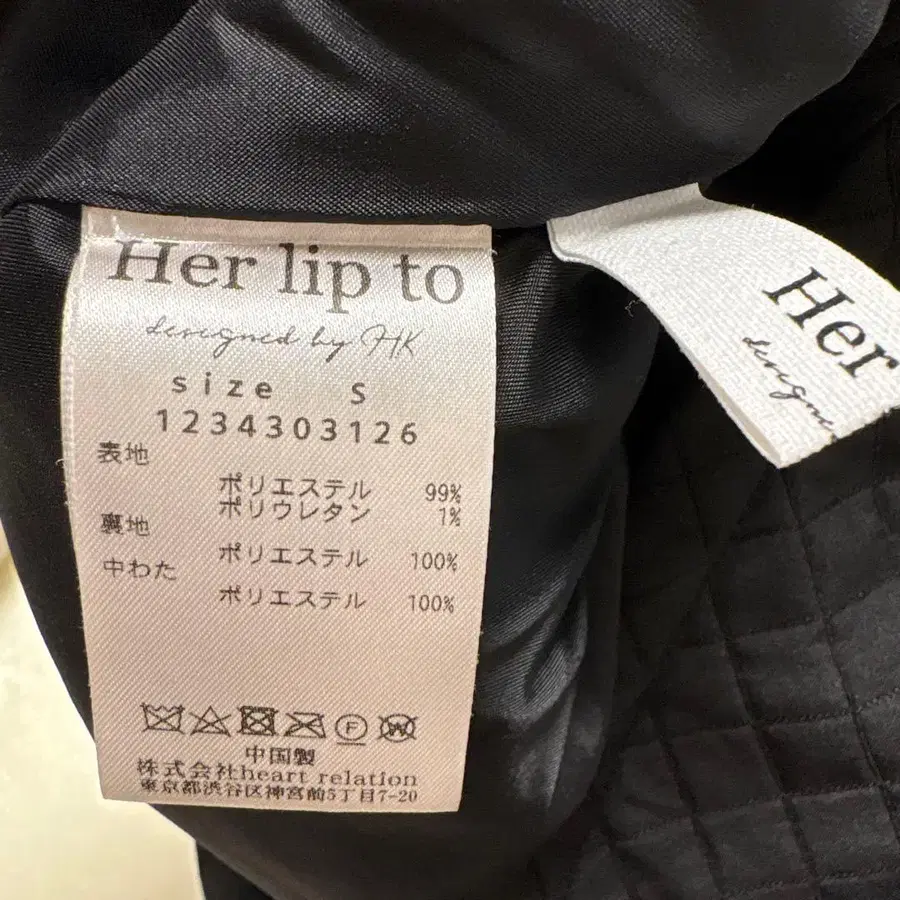 Her lip to
designed by HK
size S
1234303126
表地
ポリエステル 99%
ポリウレタン 1%
裏地
ポリエステル 100%
中わた
ポリエステル 100%
F
W
中国製
株式会社heart relation
東京都渋谷区神宮前5丁目7-20
Her
designe